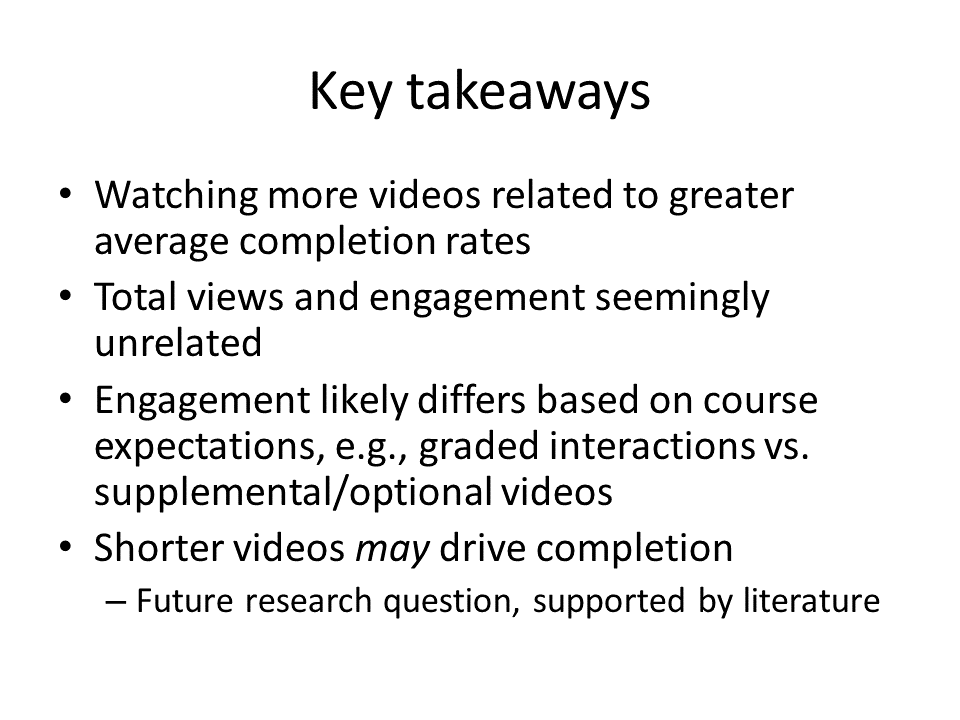 Key takeaways
• Watching more videos related to greater
average completion rates
• Total views and engagement seemingly
unrelated
• Engagement likely differs based on course
expectations, e.g., graded interactions vs.
supplemental/optional videos
• Shorter videos may drive completion
– Future research question, supported by literature